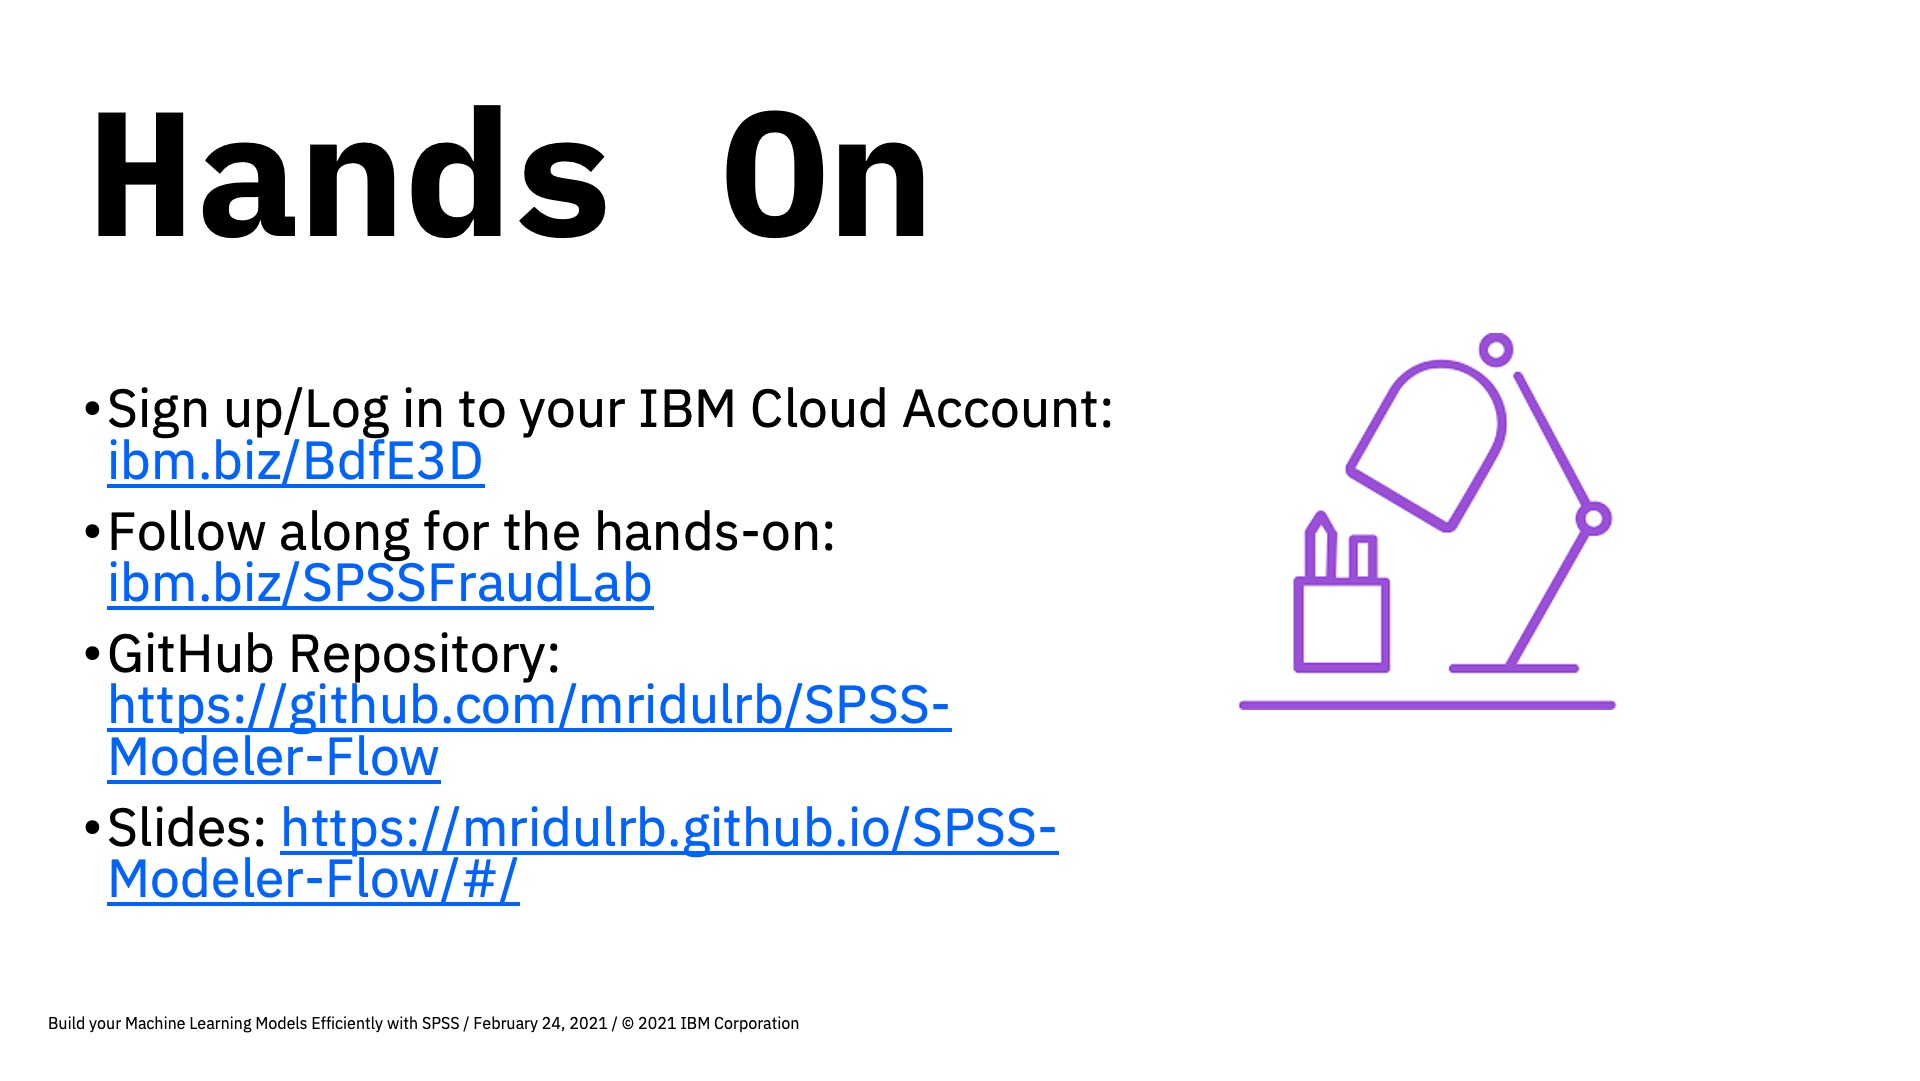 Hands On
•Sign up/Log in to your IBM Cloud Account:
ibm.biz/BdfE3D
•Follow along for the hands-on:
ibm.biz/SPSSFraudLab
•GitHub Repository:
https://github.com/mridulrb/SPSS-
Modeler-Flow
•Slides: https://mridulrb.github.io/SPSS-
Modeler-Flow/#/
Build your Machine Learning Models Efficiently with SPSS / February 24, 2021 / © 2021 IBM Corporation